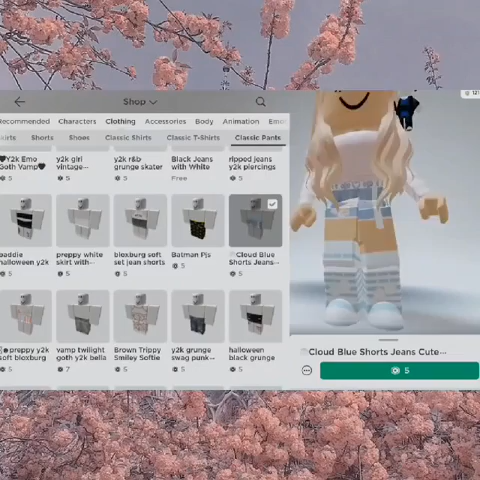 Shop
Recommended Characters Clothing Accessories Body Animation
Shorts Shoes Classic Shirts Classic T-Shirts Classic Pants
🖤Y2K Emo
Goth Vamp🖤
5
y2k girl
vintage...
5
y2k r&b
grunge skater
5
Black Jeans
with White
Free
ripped jeans
y2k piercings
5
baddie
halloween y2k
5
preppy white
skirt with...
5
bloxburg soft
set jean shorts
5
Batman Pjs
5
Cloud Blue
Shorts Jeans...
5
preppy y2k
soft bloxburg
5
vamp twilight
goth y2k bella
7
Brown Trippy
Smiley Softie
5
y2k grunge
swag punk...
5
halloween
black grunge
5
Cloud Blue Shorts Jeans Cute...
5